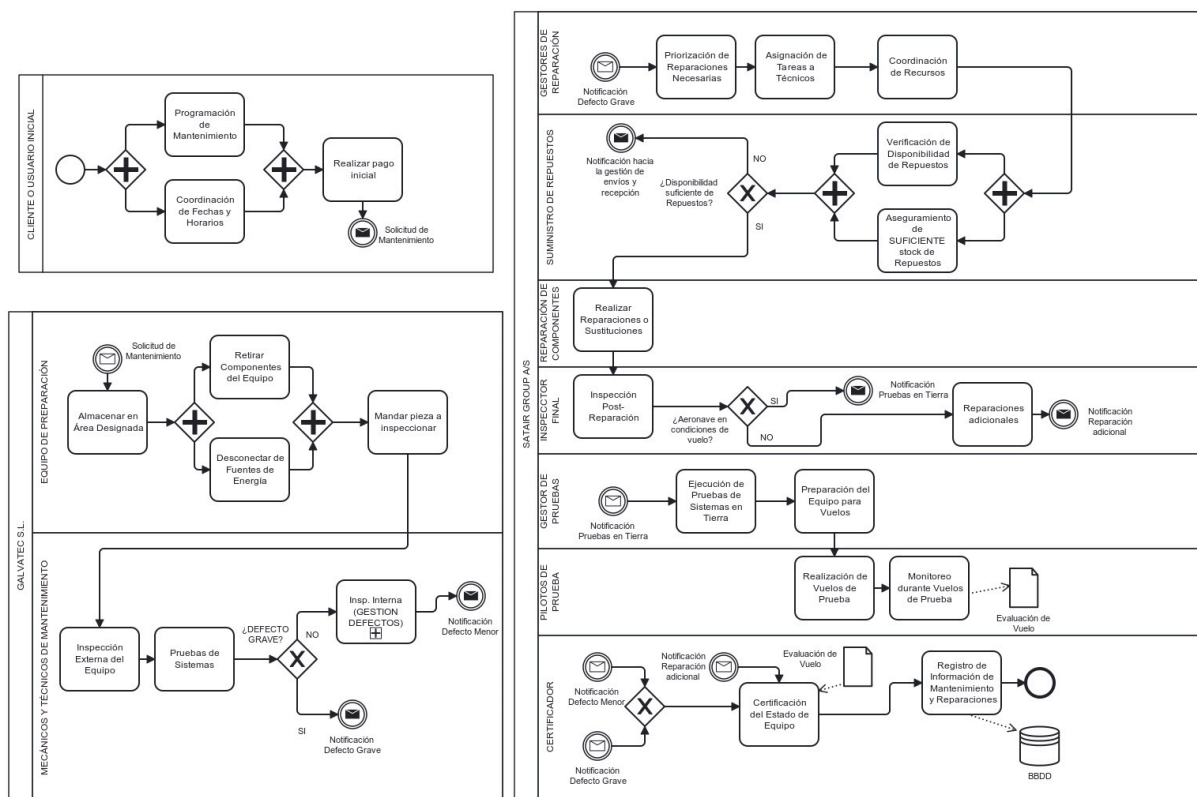 CLIENTE O USUARIO INICIAL
Programación
de
Mantenimiento
Coordinación
de Fechas y
Horarios
Realizar pago
inicial
Solicitud de
Mantenimiento
GALVATEC S.L.
EQUIPO DE PREPARACIÓN
Solicitud de
Mantenimiento
Almacenar en
Área Designada
Retirar
Componentes
del Equipo
Desconectar de
Fuentes de
Energía
Mandar pieza a
inspeccionar
MECÁNICOS Y TÉCNICOS DE MANTENIMIENTO
Inspección
Externa del
Equipo
Pruebas de
Sistemas
¿DEFECTO
GRAVE?
NO
Insp. Interna
(GESTION
DEFECTOS)
Notificación
Defecto Menor
SI
Notificación
Defecto Grave
SATAIR GROUP A/S
GESTORES DE
REPARACIÓN
Notificación
Defecto Grave
Priorización de
Reparaciones
Necesarias
Asignación de
Tareas a
Técnicos
Coordinación
de Recursos
SUMINISTRO DE REPUESTOS
Notificación hacia
la gestión de
envíos y
recepción
NO
¿Disponibilidad
suficiente de
Repuestos?
SI
Verificación de
Disponibilidad
de Repuestos
Aseguramiento
de
SUFICIENTE
stock de
Repuestos
REPARACIÓN DE
COMPONENTES
Realizar
Reparaciones o
Sustituciones
INSPECCTOR
FINAL
Inspección
Post-
Reparación
¿Aeronave en
condiciones de
vuelo?
SI
NO
Notificación
Pruebas en Tierra
Reparaciones
adicionales
Notificación
Reparación
adicional
GESTOR DE
PRUEBAS
Notificación
Pruebas en Tierra
Ejecución de
Pruebas de
Sistemas en
Tierra
Preparación del
Equipo para
Vuelos
PILOTOS DE
PRUEBA
Realización de
Vuelos de
Prueba
Monitoreo
durante Vuelos
de Prueba
Evaluación de
Vuelo
CERTIFICADOR
Notificación
Defecto Menor
Notificación
Defecto Grave
Notificación
Reparación
adicional
Evaluación de
Vuelo
Certificación
del Estado de
Equipo
Registro de
Información de
Mantenimiento
y Reparaciones
BBDD